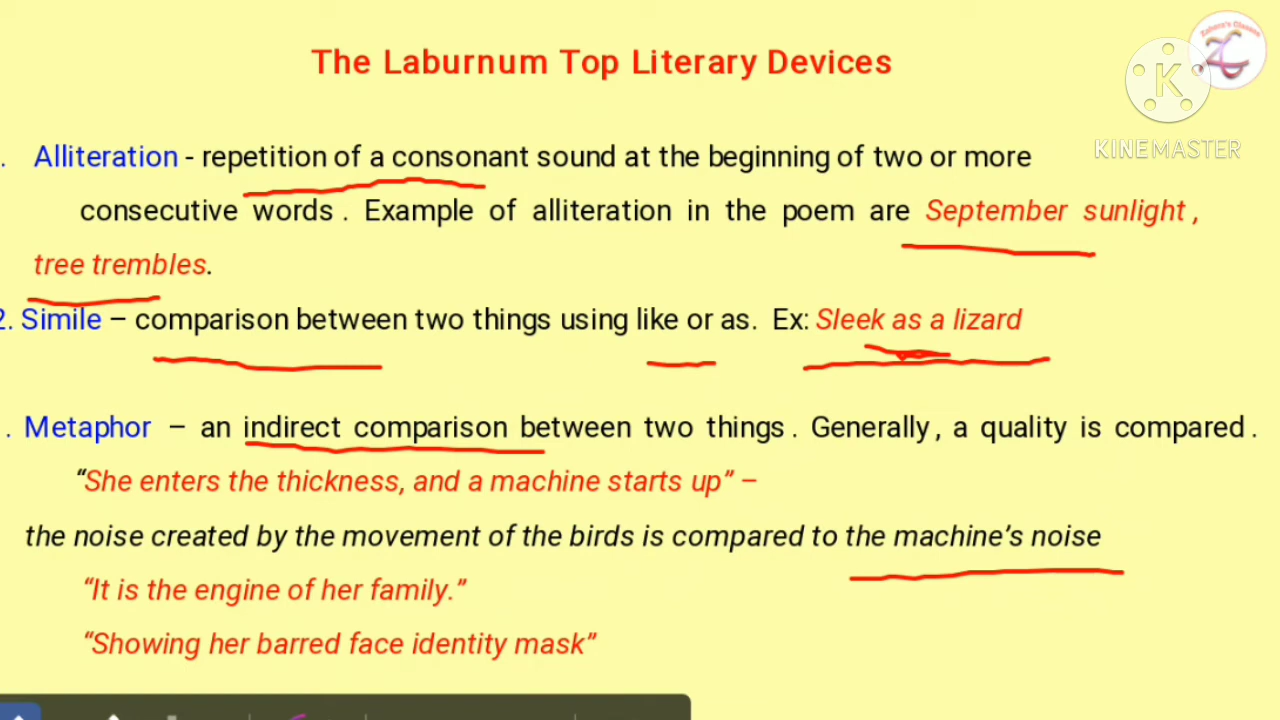 The Laburnum Top Literary Devices
Zahara's Classes
K
KINEMASTER
. Alliteration - repetition of a consonant sound at the beginning of two or more
consecutive words . Example of alliteration in the poem are September sunlight ,
tree trembles.
2. Simile – comparison between two things using like or as. Ex: Sleek as a lizard
. Metaphor – an indirect comparison between two things . Generally, a quality is compared .
“She enters the thickness, and a machine starts up” –
the noise created by the movement of the birds is compared to the machine’s noise
“It is the engine of her family.”
“Showing her barred face identity mask”